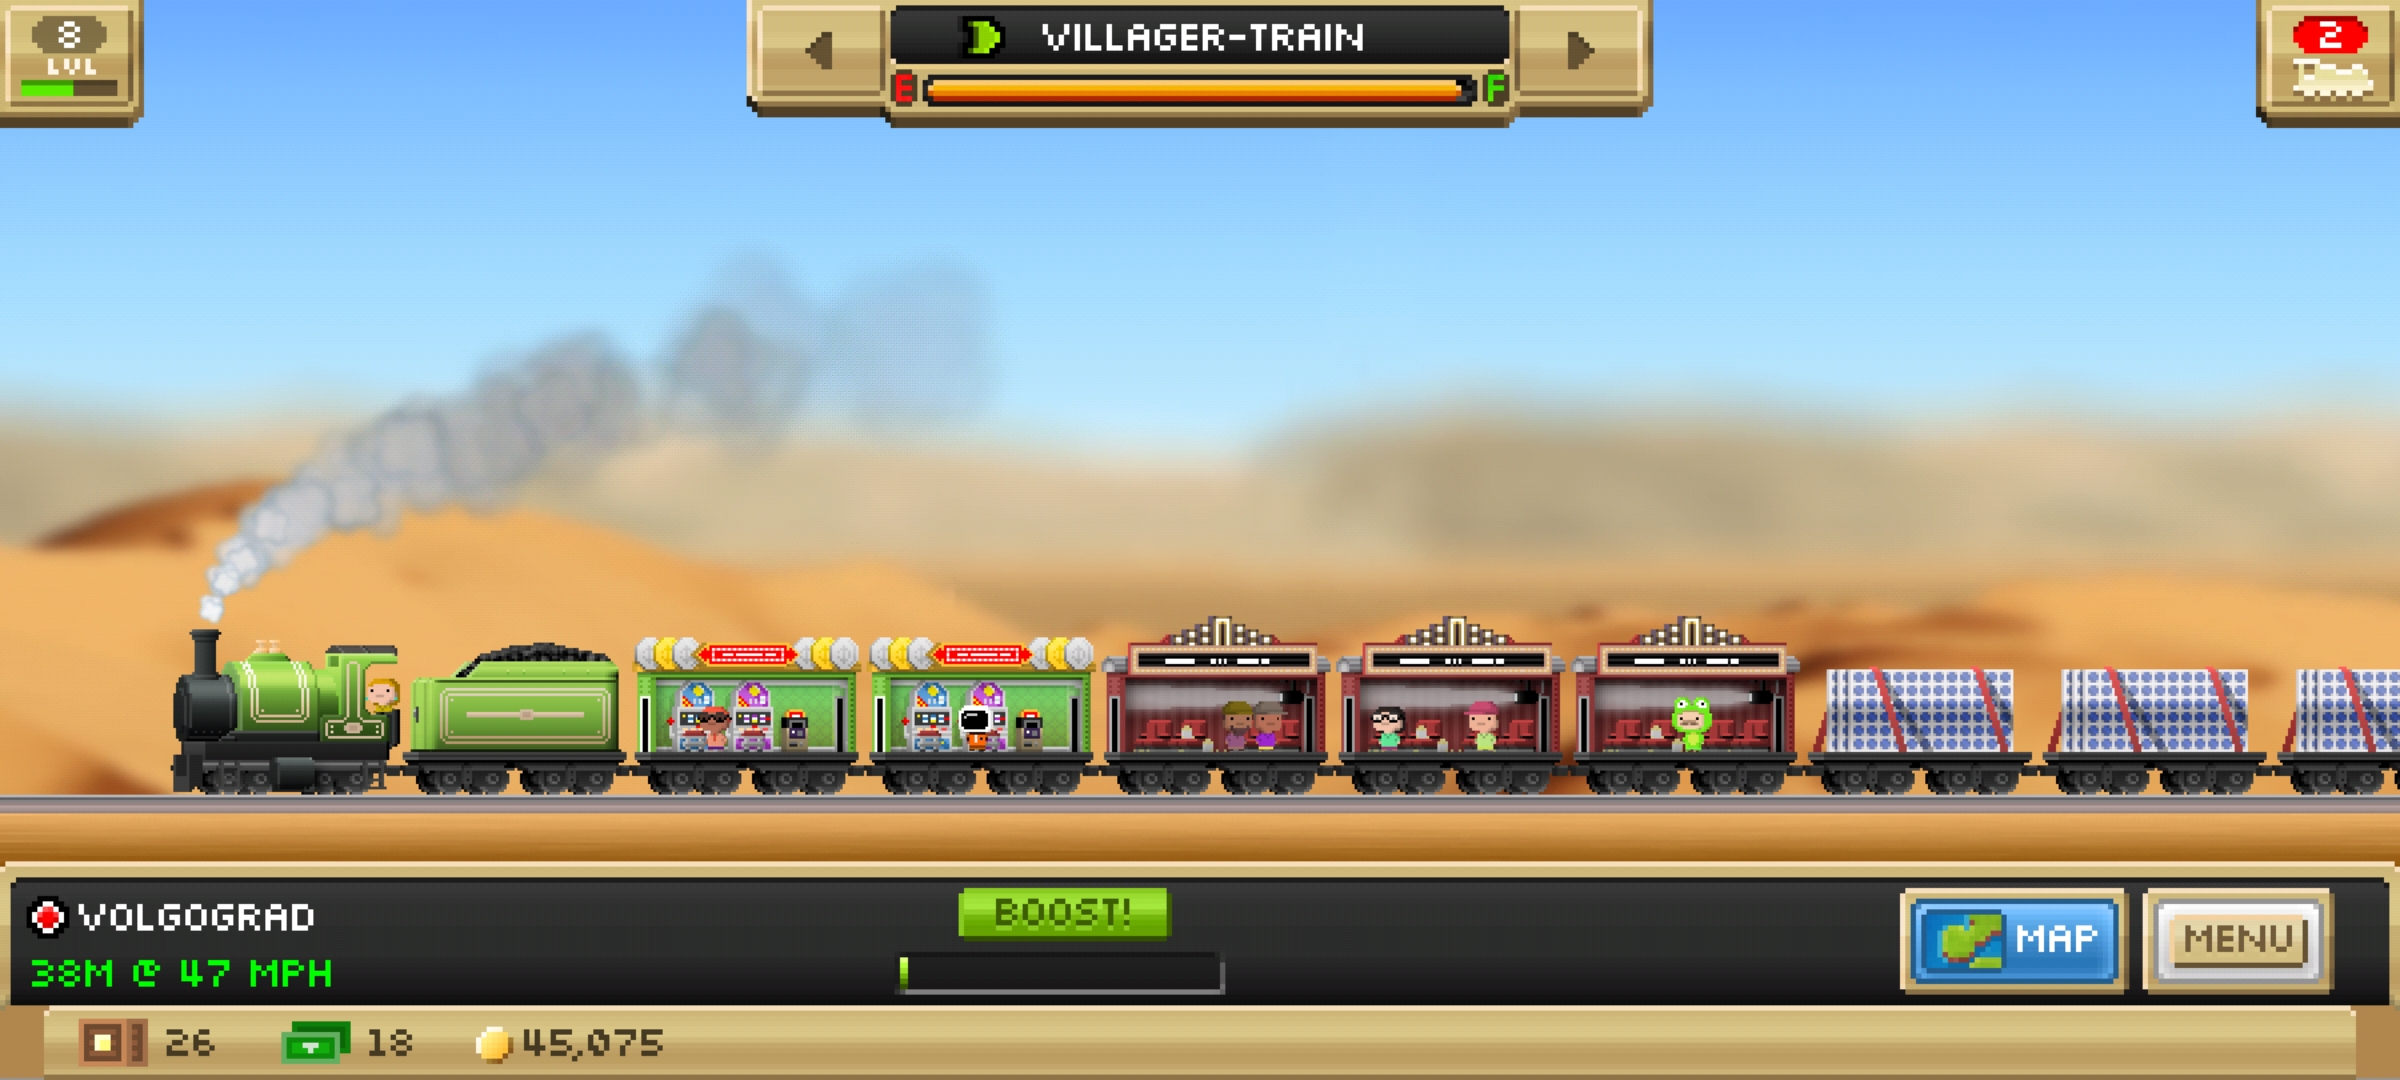 8
LVL
VILLAGER-TRAIN
E F
2
VOLGOGRAD
38M @ 47 MPH
BOOST!
MAP
MENU
26
18
45,075